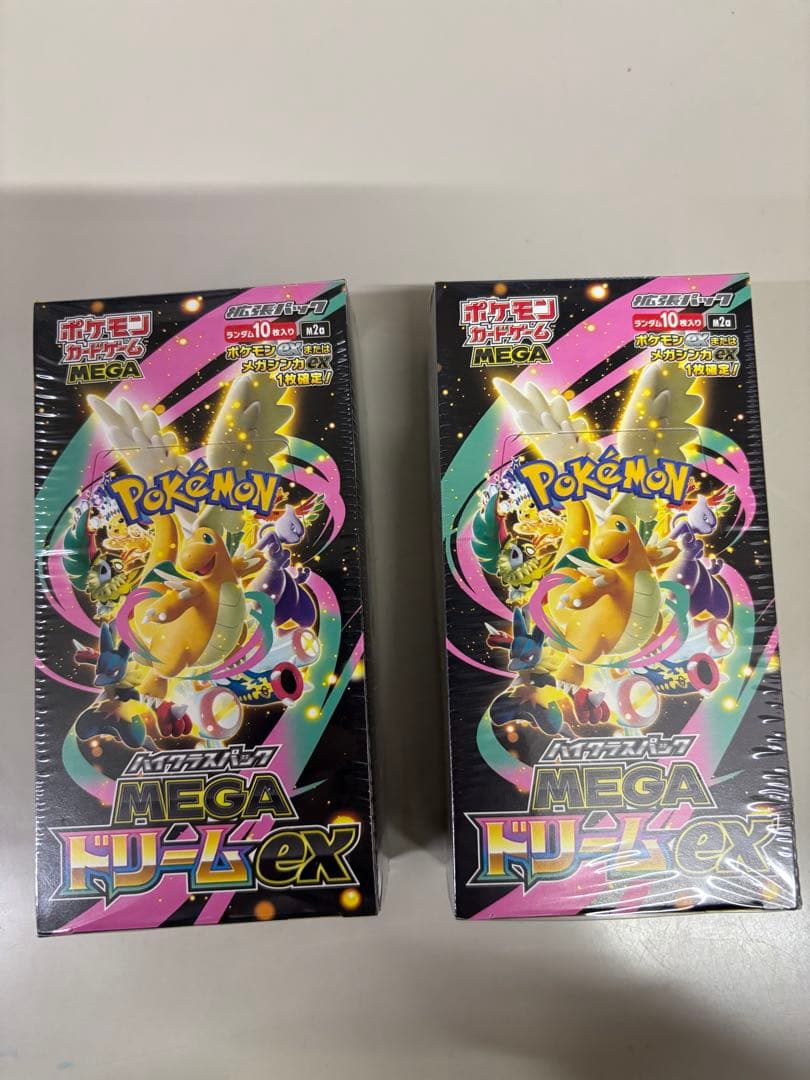 ポケモン
カードゲーム
MEGA
拡張パック
ランダム10枚入り
m2a
ポケモンexまたは
メガシンカex
1枚確定!
POKéMON
ハイクラスパック
MEGA
ドリームex
ポケモン
カードゲーム
MEGA
拡張パック
ランダム10枚入り
m2a
ポケモンexまたは
メガシンカex
1枚確定!
POKéMON
ハイクラスパック
MEGA
ドリームex